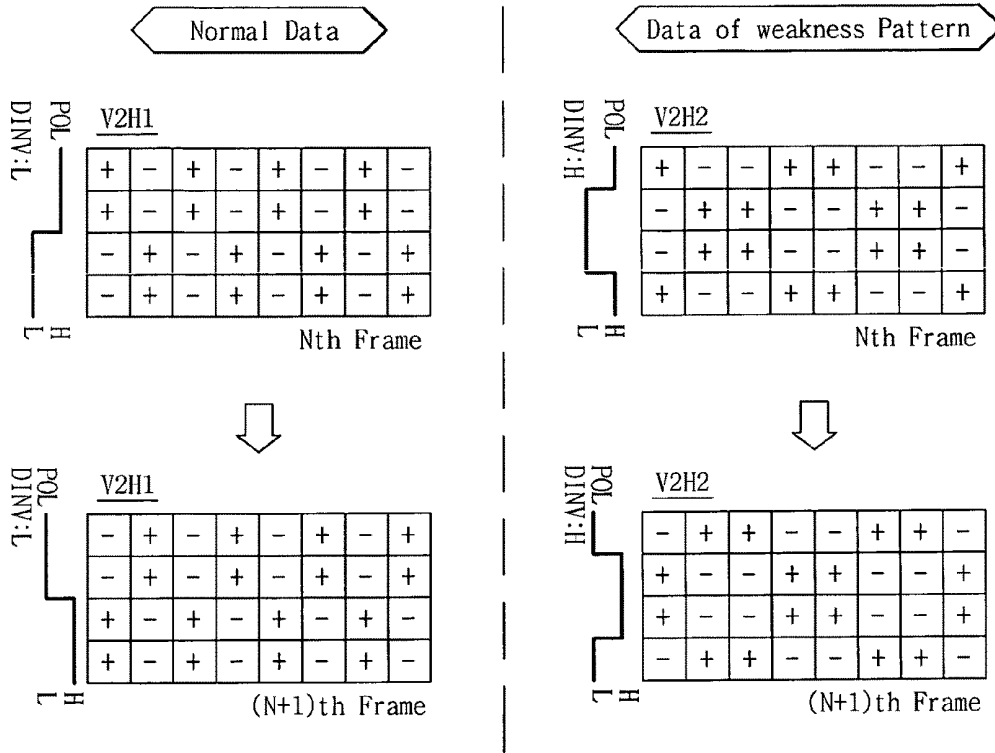 Normal Data
Data of weakness Pattern
POL
DINV:L
V2H1
+ - + - + - + -
+ - + - + - + -
- + - + - + - +
- + - + - + - +
H
L
Nth Frame
POL
DINV:H
V2H2
+ - - + + - - +
- + + - - + + -
- + + - - + + -
+ - - + + - - +
H
L
Nth Frame
POL
DINV:L
V2H1
- + - + - + - +
- + - + - + - +
+ - + - + - + -
+ - + - + - + -
H
L
(N+1)th Frame
POL
DINV:H
V2H2
- + + - - + + -
+ - - + + - - +
+ - - + + - - +
- + + - - + + -
H
L
(N+1)th Frame